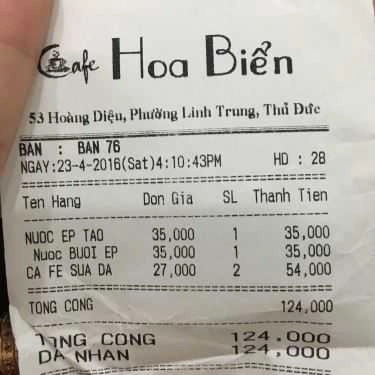 Cafe Hoa Biển
53 Hoàng Diệu, Phường Linh Trung, Thủ Đức
BAN : BAN 76
NGAY:23-4-2016(Sat)4:10:43PM HD : 28
Ten Hang Don Gia SL Thanh Tien
NUOC EP TAO 35,000 1 35,000
Nuoc BUOI EP 35,000 1 35,000
CA FE SUA DA 27,000 2 54,000
TONG CONG 124,000
TONG CONG 124,000
DA NHAN 124,000